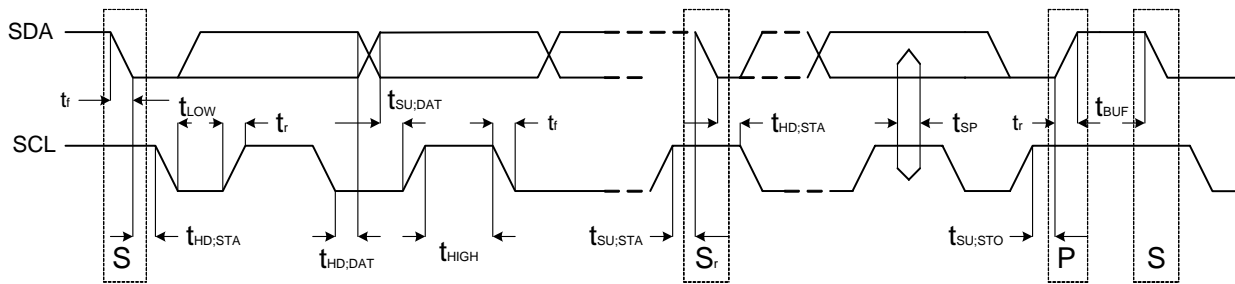 SDA
tf
tLOW
tr
tSU;DAT
tf
tHD;STA
tSP
tr
tBUF
SCL
tHD;STA
tHD;DAT
tHIGH
tSU;STA
tSU;STO
S
Sr
P
S